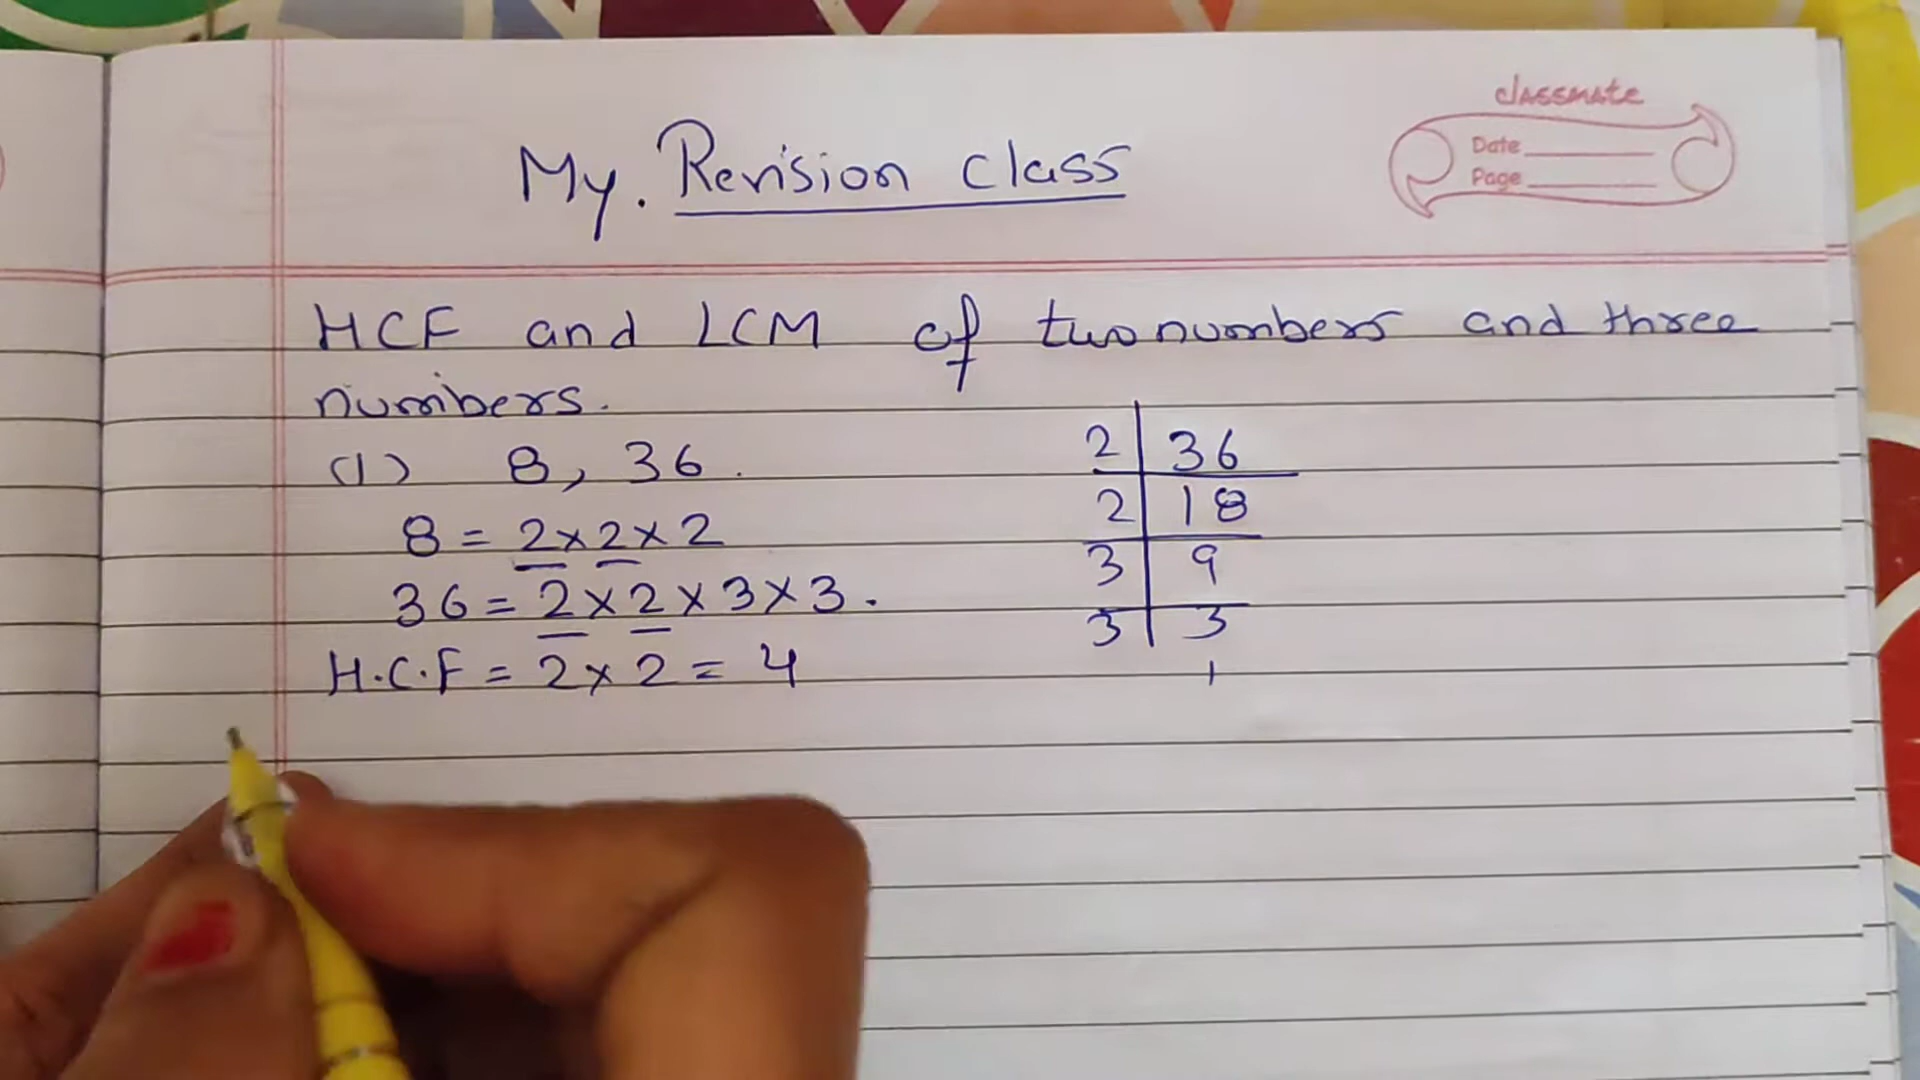 classmate
Date
Page
My. Revision class
HCF and LCM of two numbers and three
numbers.
(1) 8, 36.
8 = 2×2×2
36 = 2×2×3×3.
H.C.F = 2×2 = 4
2 | 36
2 | 18
3 | 9
3 | 3
1